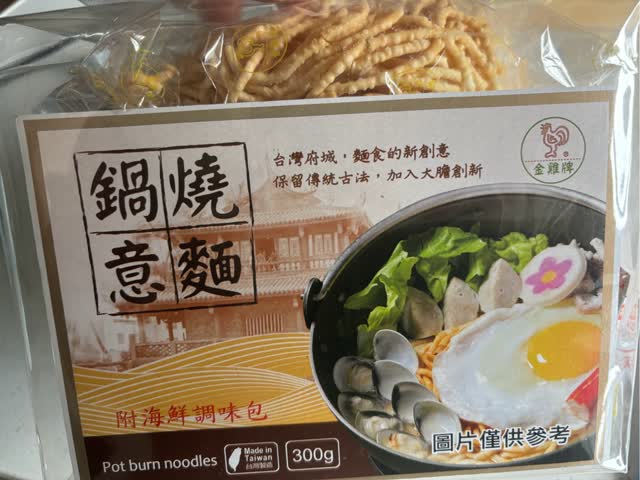 鍋燒
意麵
台灣府城，麵食的新創意
保留傳統古法，加入大膽創新
金雞牌
附海鮮調味包
圖片僅供參考
Pot burn noodles
Made in
Taiwan
台灣製造
300g